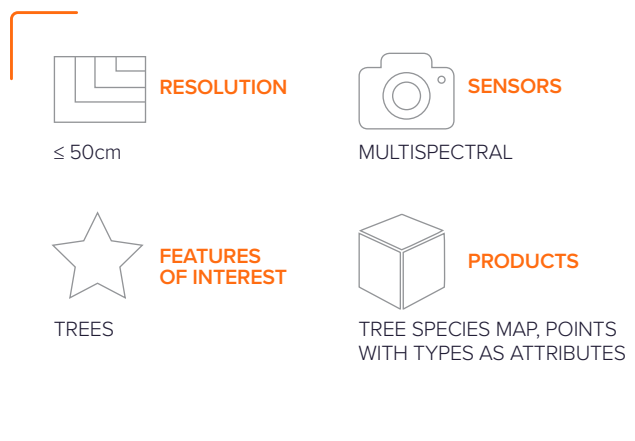 RESOLUTION
≤ 50cm
SENSORS
MULTISPECTRAL
FEATURES
OF INTEREST
TREES
PRODUCTS
TREE SPECIES MAP, POINTS
WITH TYPES AS ATTRIBUTES